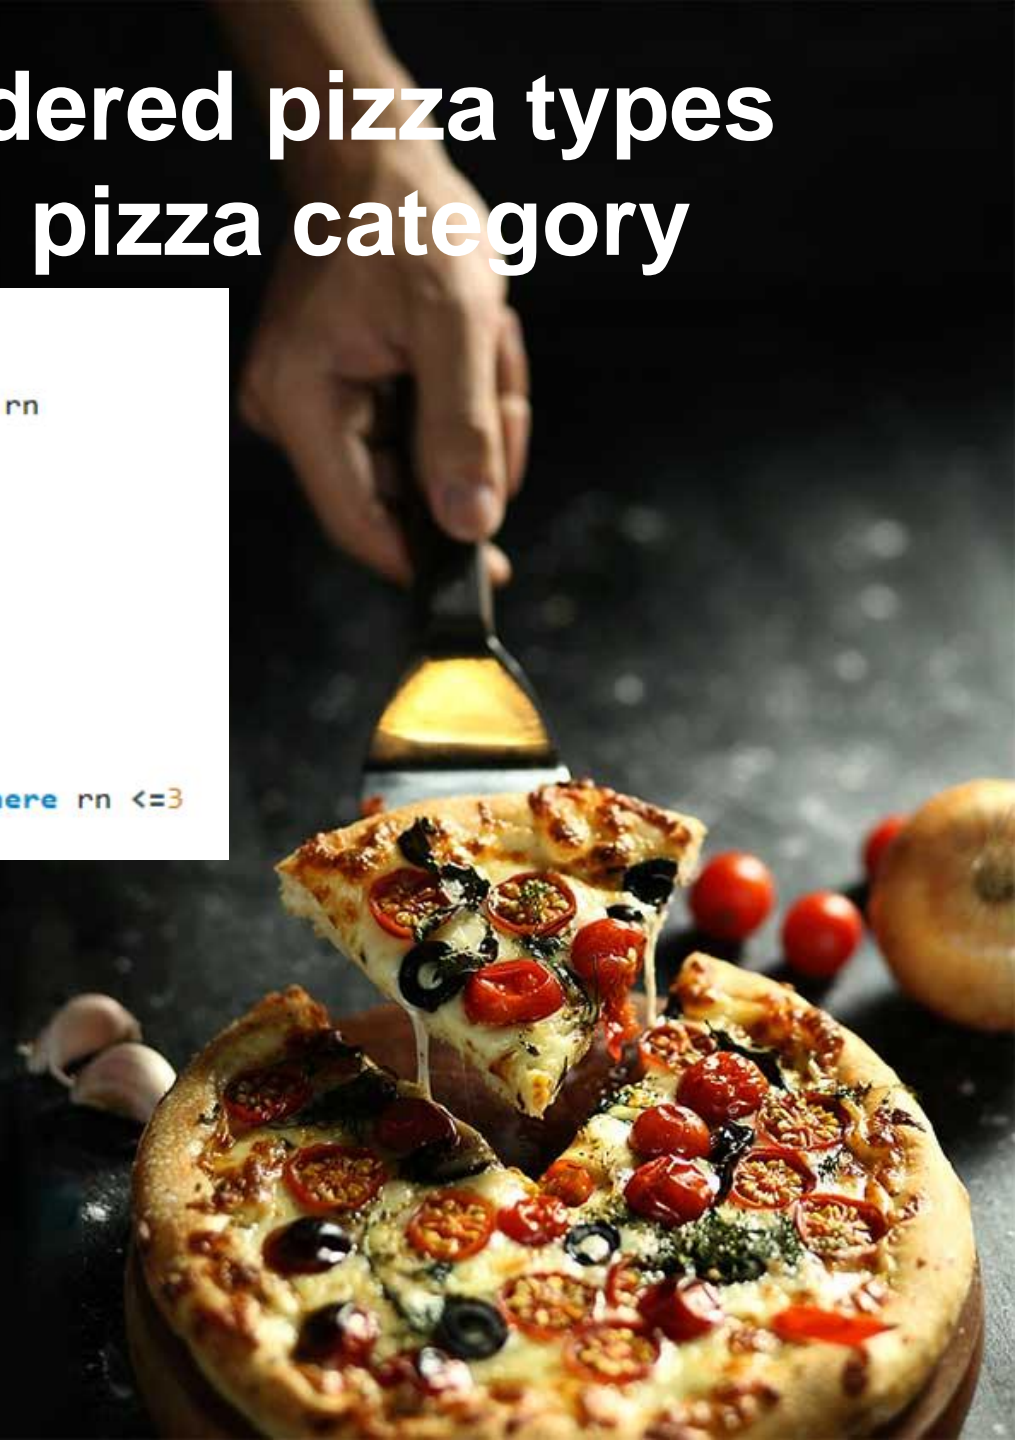 dered pizza types
pizza category
rn
ere rn <=3